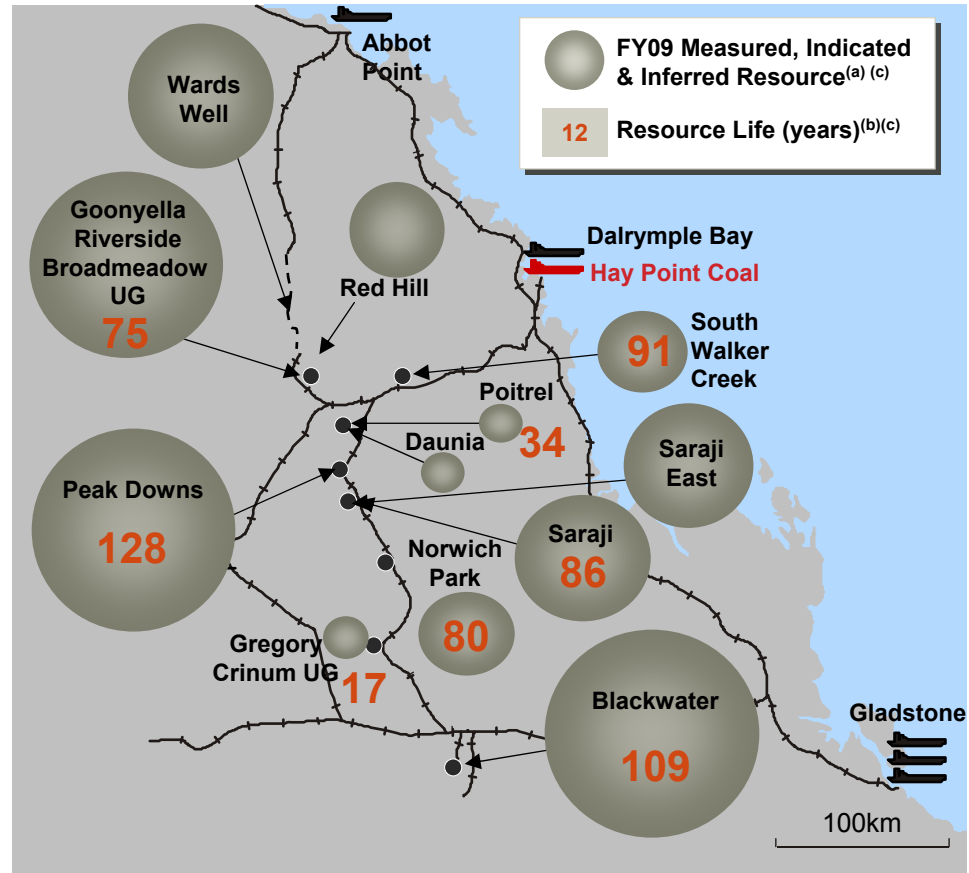 Abbot
Point
FY09 Measured, Indicated
& Inferred Resource(a) (c)
12
Resource Life (years)(b)(c)
Wards
Well
Goonyella
Riverside
Broadmeadow
UG
75
Red Hill
Dalrymple Bay
Hay Point Coal
91
South
Walker
Creek
Poitrel
34
Daunia
Saraji
East
Peak Downs
128
Saraji
86
Norwich
Park
80
Gregory
Crinum UG
17
Blackwater
109
Gladstone
100km